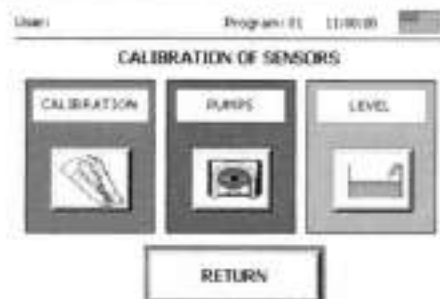 User: Program: 01 11:00:00
CALIBRATION OF SENSORS
CALIBRATION PUMPS LEVEL
RETURN